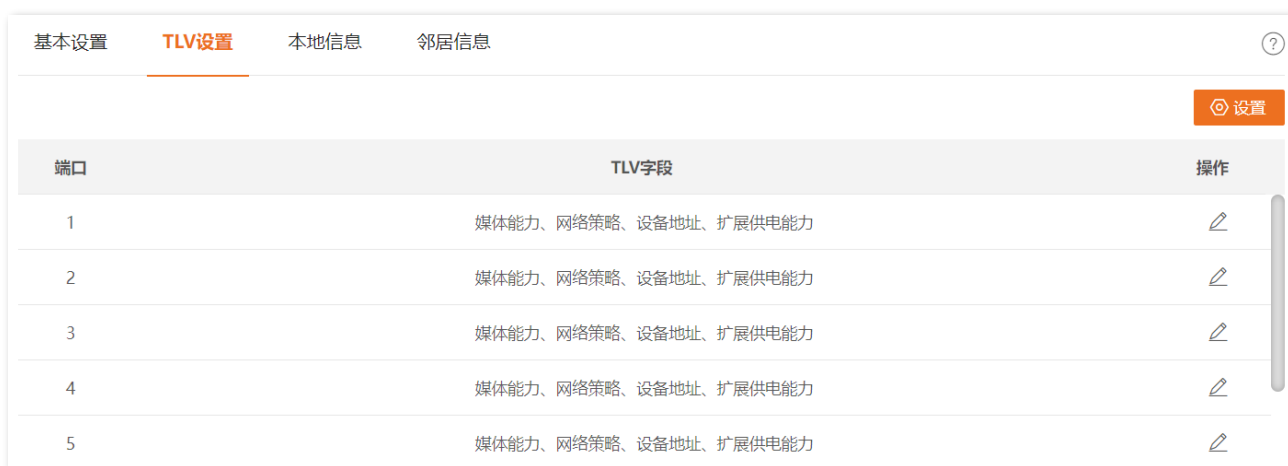 基本设置 TLV设置 本地信息 邻居信息 ?
设置
端口 TLV字段 操作
1 媒体能力、网络策略、设备地址、扩展供电能力
2 媒体能力、网络策略、设备地址、扩展供电能力
3 媒体能力、网络策略、设备地址、扩展供电能力
4 媒体能力、网络策略、设备地址、扩展供电能力
5 媒体能力、网络策略、设备地址、扩展供电能力